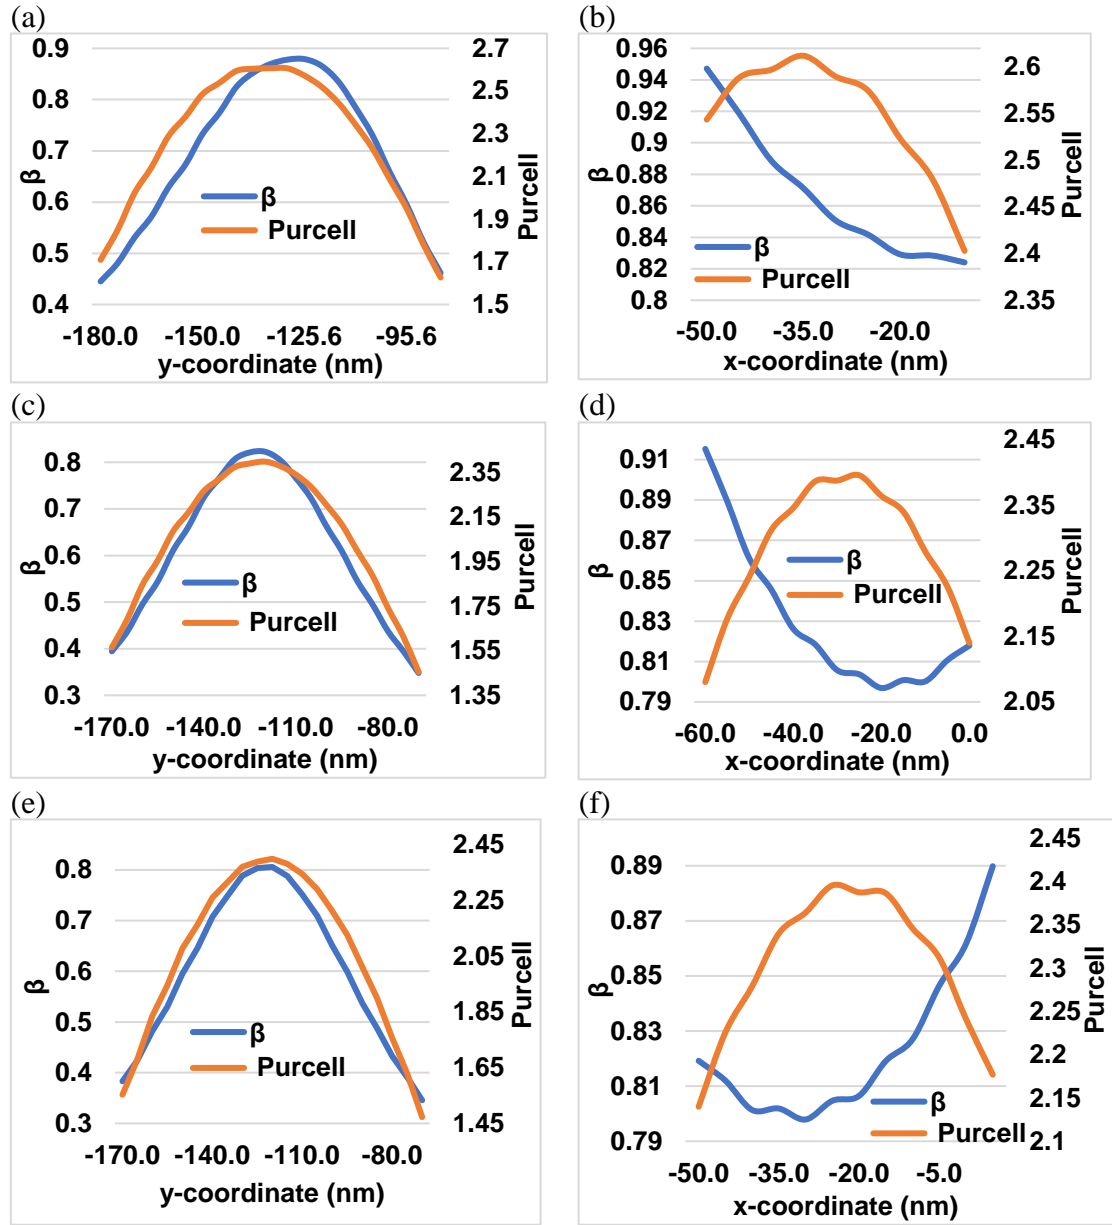 (a)
0.9
0.8
0.7
0.6
0.5
0.4
β
2.7
2.5
2.3
2.1
1.9
1.7
1.5
Purcell
β
Purcell
-180.0 -150.0 -125.6 -95.6
y-coordinate (nm)
(b)
0.96
0.94
0.92
0.9
0.88
0.86
0.84
0.82
0.8
β
2.6
2.55
2.5
2.45
2.4
2.35
Purcell
β
Purcell
-50.0 -35.0 -20.0
x-coordinate (nm)
(c)
0.8
0.7
0.6
0.5
0.4
0.3
β
2.35
2.15
1.95
1.75
1.55
1.35
Purcell
β
Purcell
-170.0 -140.0 -110.0 -80.0
y-coordinate (nm)
(d)
0.91
0.89
0.87
0.85
0.83
0.81
0.79
β
2.45
2.35
2.25
2.15
2.05
Purcell
β
Purcell
-60.0 -40.0 -20.0 0.0
x-coordinate (nm)
(e)
0.8
0.7
0.6
0.5
0.4
0.3
β
2.45
2.25
2.05
1.85
1.65
1.45
Purcell
β
Purcell
-170.0 -140.0 -110.0 -80.0
y-coordinate (nm)
(f)
0.89
0.87
0.85
0.83
0.81
0.79
β
2.45
2.4
2.35
2.3
2.25
2.2
2.15
2.1
Purcell
β
Purcell
-50.0 -35.0 -20.0 -5.0
x-coordinate (nm)